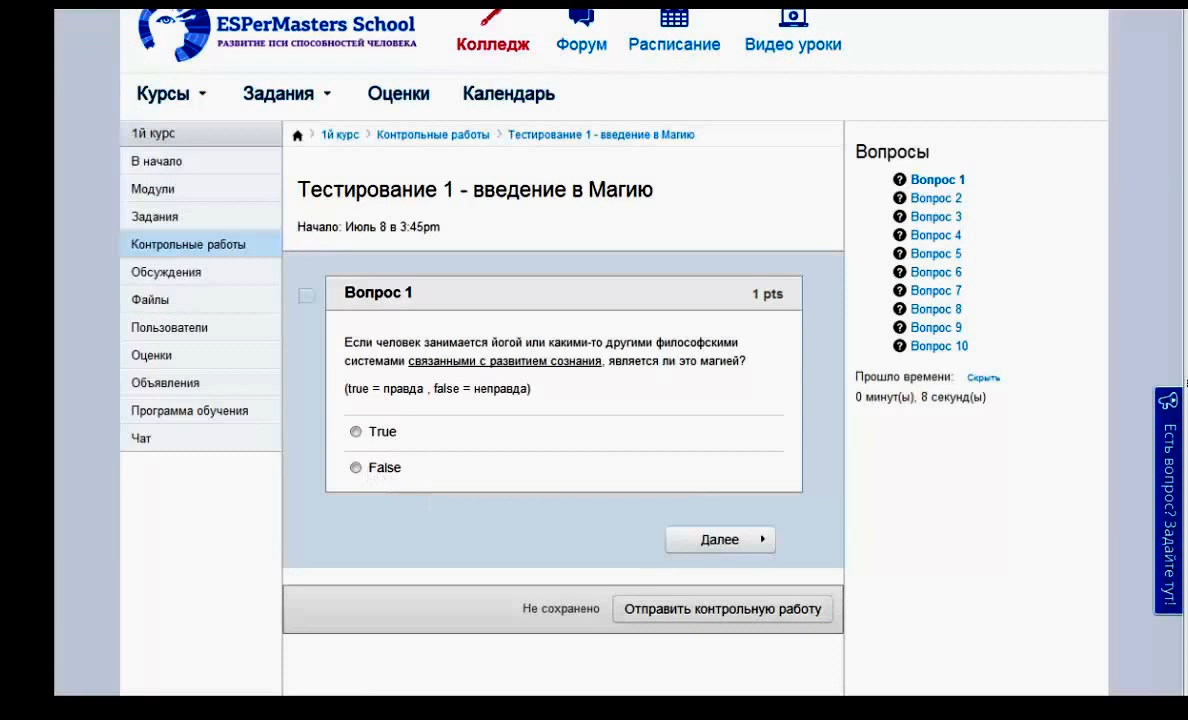 ESPerMasters School
РАЗВИТИЕ ПСИ СПОСОБНОСТЕЙ ЧЕЛОВЕКА
Колледж Форум Расписание Видео уроки
Курсы Задания Оценки Календарь
1й курс
В начало
Модули
Задания
Контрольные работы
Обсуждения
Файлы
Пользователи
Оценки
Объявления
Программа обучения
Чат
1й курс Контрольные работы Тестирование 1 - введение в Магию
Тестирование 1 - введение в Магию
Начало: Июль 8 в 3:45pm
Вопрос 1 1 pts
Если человек занимается йогой или какими-то другими философскими
системами связанными с развитием сознания, является ли это магией?
(true = правда , false = неправда)
True
False
Далее
Не сохранено Отправить контрольную работу
Вопросы
Вопрос 1
Вопрос 2
Вопрос 3
Вопрос 4
Вопрос 5
Вопрос 6
Вопрос 7
Вопрос 8
Вопрос 9
Вопрос 10
Прошло времени: Скрыть
0 минут(ы), 8 секунд(ы)
Есть вопрос? Задайте тут!